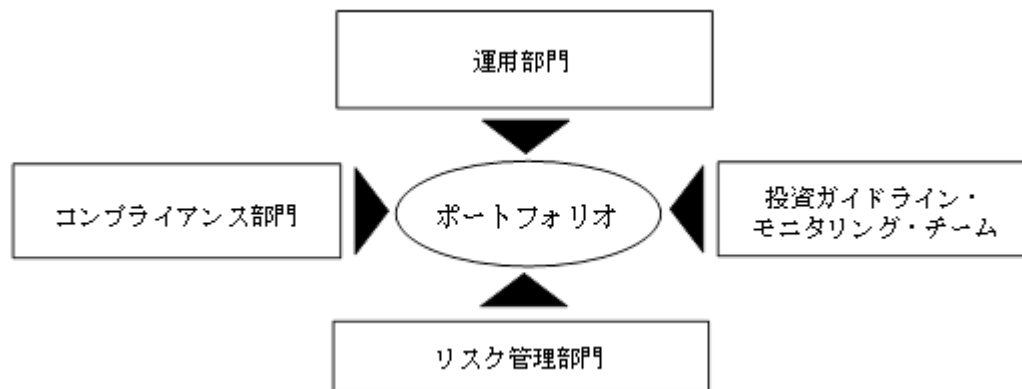 運用部門
コンプライアンス部門
ポートフォリオ
投資ガイドライン・
モニタリング・チーム
リスク管理部門